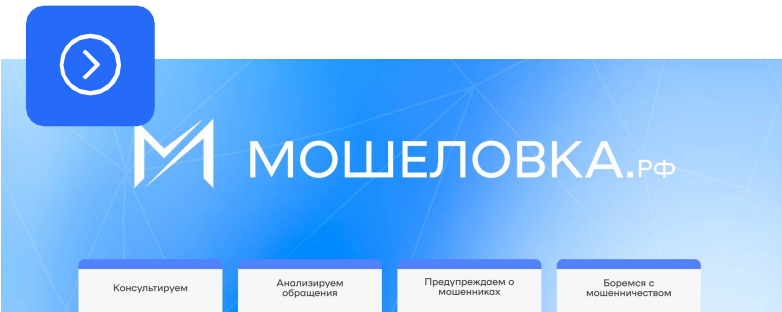 МОШЕЛОВКА.РФ
Консультируем
Анализируем
обращения
Предупреждаем о
мошенниках
Боремся с
мошенничеством